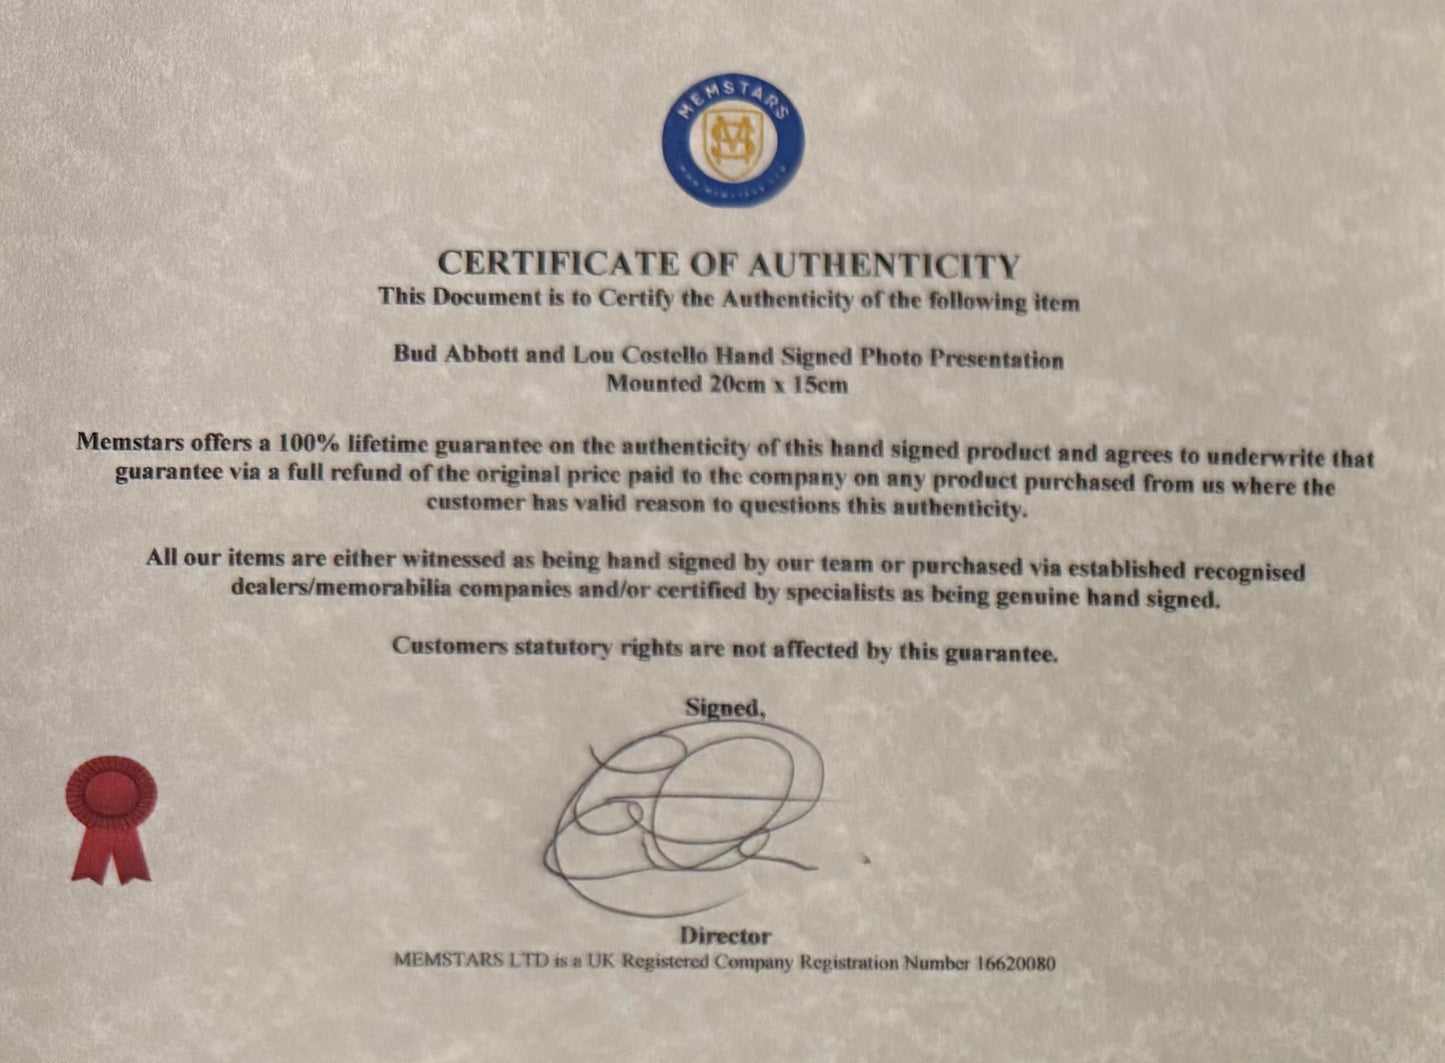 MEMSTARS
MS
CERTIFICATE OF AUTHENTICITY
This Document is to Certify the Authenticity of the following item
Bud Abbott and Lou Costello Hand Signed Photo Presentation
Mounted 20cm x 15cm
Memstars offers a 100% lifetime guarantee on the authenticity of this hand signed product and agrees to underwrite that
guarantee via a full refund of the original price paid to the company on any product purchased from us where the
customer has valid reason to questions this authenticity.
All our items are either witnessed as being hand signed by our team or purchased via established recognised
dealers/memorabilia companies and/or certified by specialists as being genuine hand signed.
Customers statutory rights are not affected by this guarantee.
Signed,
Director
MEMSTARS LTD is a UK Registered Company Registration Number 16620080